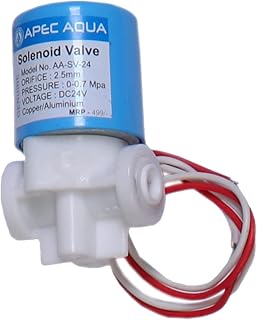 APEC AQUA
Solenoid Valve
Model No. AA-SV-24
ORIFICE : 2.5mm
PRESSURE : 0-0.7 Mpa
VOLTAGE : DC24V
Copper/Aluminium
MRP - 499/-